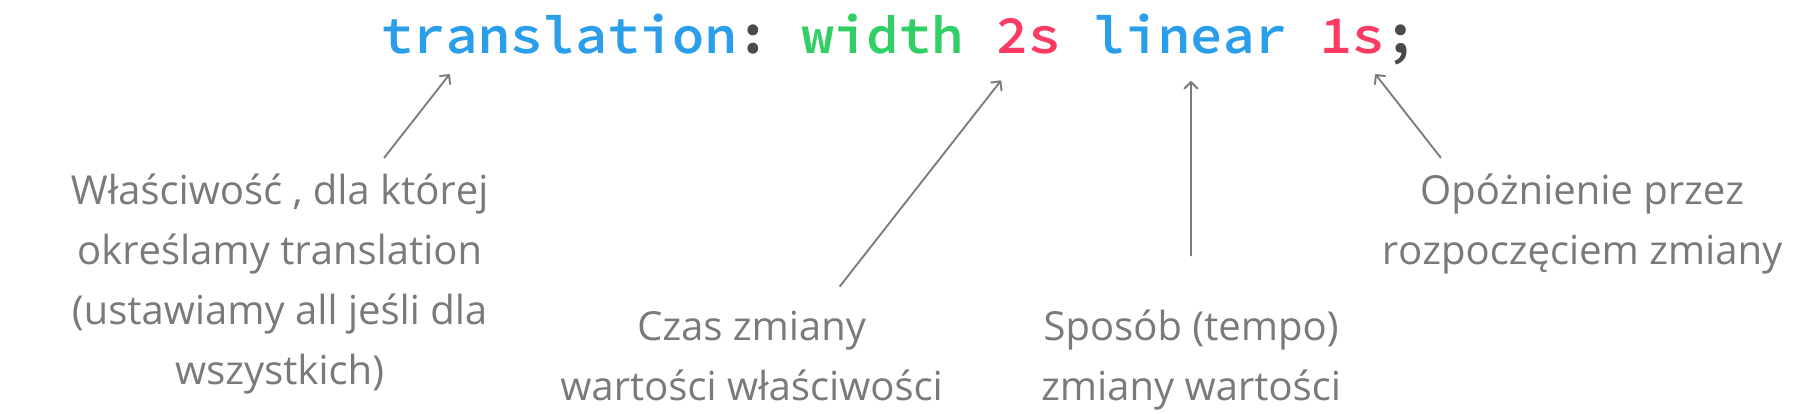 translation: width 2s linear 1s;
Właściwość , dla której
określamy translation
(ustawiamy all jeśli dla
wszystkich)
Czas zmiany
wartości właściwości
Sposób (tempo)
zmiany wartości
Opóżnienie przez
rozpoczęciem zmiany